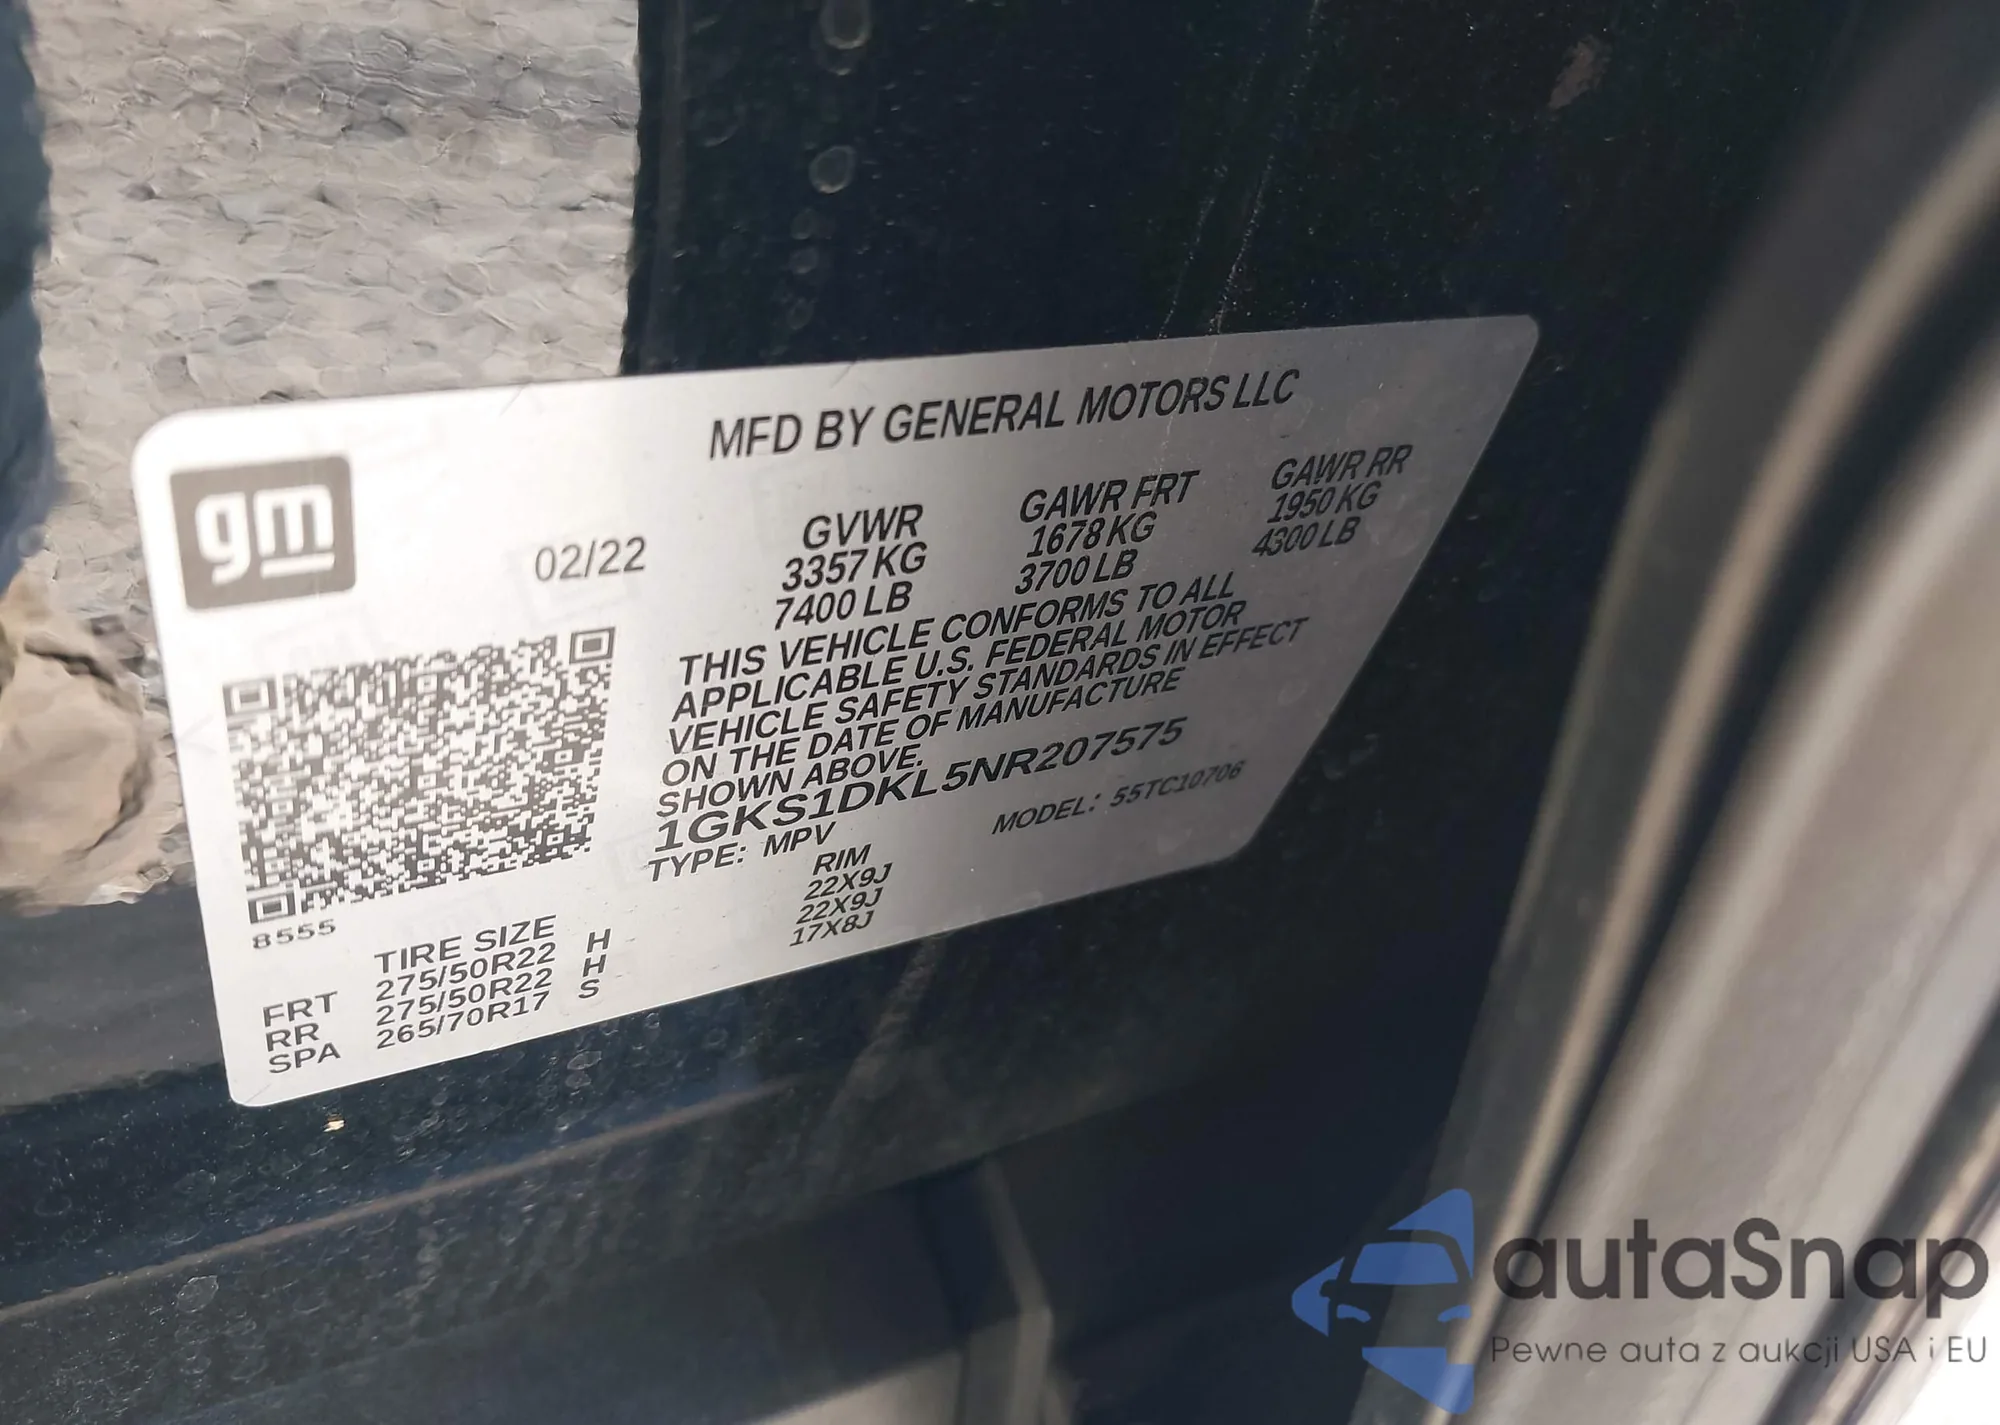 gm
MFD BY GENERAL MOTORS LLC
02/22
GVWR
3357 KG
7400 LB
GAWR FRT
1678 KG
3700 LB
GAWR RR
1950 KG
4300 LB
THIS VEHICLE CONFORMS TO ALL
APPLICABLE U.S. FEDERAL MOTOR
VEHICLE SAFETY STANDARDS IN EFFECT
ON THE DATE OF MANUFACTURE
SHOWN ABOVE.
1GKS1DKL5NR207575
TYPE: MPV MODEL: 55TC10706
8555
TIRE SIZE RIM
FRT 275/50R22 H 22X9J
RR 275/50R22 H 22X9J
SPA 265/70R17 S 17X8J
autaSnap
Pewne auta z aukcji USA i EU